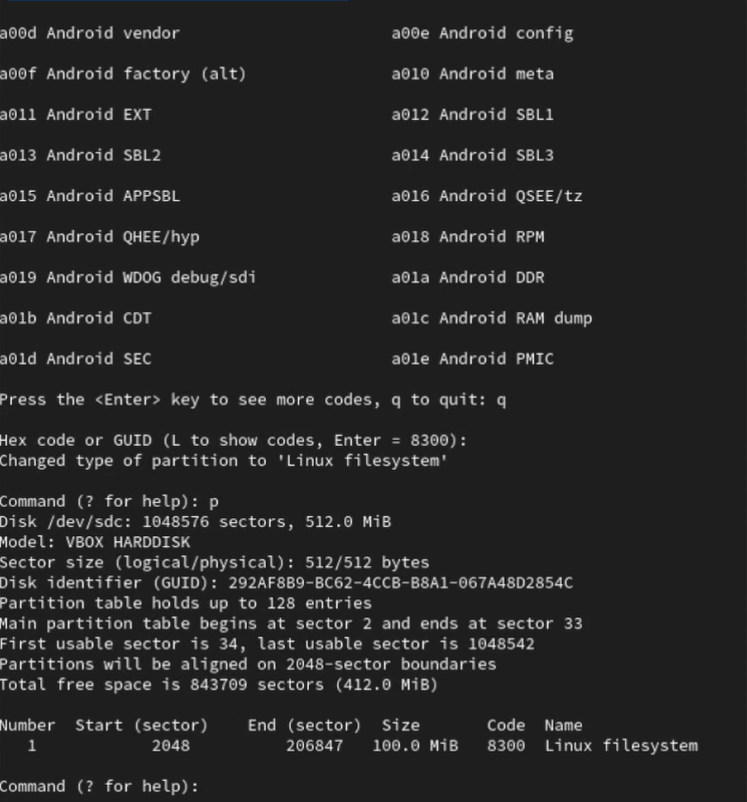 a00d Android vendor                      a00e Android config
a00f Android factory (alt)               a010 Android meta
a011 Android EXT                         a012 Android SBL1
a013 Android SBL2                        a014 Android SBL3
a015 Android APPSBL                      a016 Android QSEE/tz
a017 Android QHEE/hyp                    a018 Android RPM
a019 Android WDOG debug/sdi              a01a Android DDR
a01b Android CDT                         a01c Android RAM dump
a01d Android SEC                         a01e Android PMIC
Press the <Enter> key to see more codes, q to quit: q
Hex code or GUID (L to show codes, Enter = 8300):
Changed type of partition to 'Linux filesystem'
Command (? for help): p
Disk /dev/sdc: 1048576 sectors, 512.0 MiB
Model: VBOX HARDDISK
Sector size (logical/physical): 512/512 bytes
Disk identifier (GUID): 292AF8B9-BC62-4CCB-B8A1-067A48D2854C
Partition table holds up to 128 entries
Main partition table begins at sector 2 and ends at sector 33
First usable sector is 34, last usable sector is 1048542
Partitions will be aligned on 2048-sector boundaries
Total free space is 843709 sectors (412.0 MiB)
Number  Start (sector)    End (sector)  Size       Code  Name
   1            2048          206847   100.0 MiB   8300  Linux filesystem
Command (? for help):